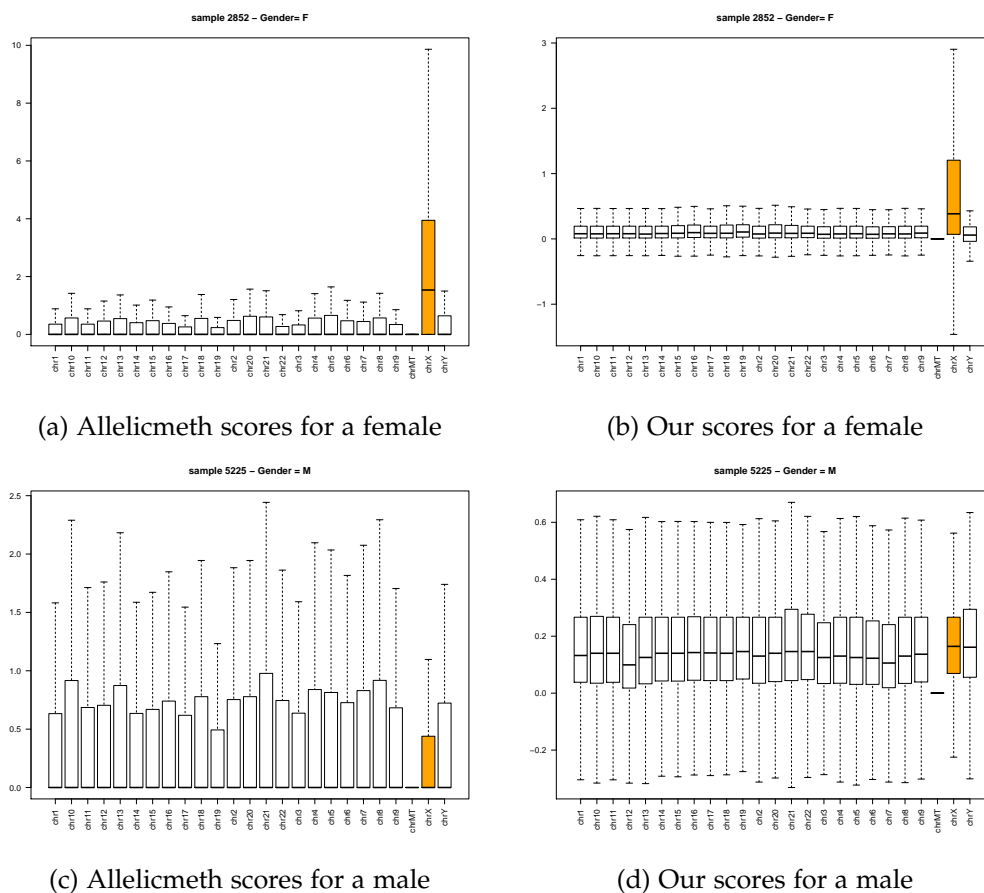 sample 2852 – Gender= F
10
8
6
4
2
0
chr1 chr10 chr11 chr12 chr13 chr14 chr15 chr16 chr17 chr18 chr19 chr2 chr20 chr21 chr22 chr3 chr4 chr5 chr6 chr7 chr8 chr9 chrMT chrX chrY
(a) Allelicmeth scores for a female
sample 2852 – Gender= F
3
2
1
0
−1
chr1 chr10 chr11 chr12 chr13 chr14 chr15 chr16 chr17 chr18 chr19 chr2 chr20 chr21 chr22 chr3 chr4 chr5 chr6 chr7 chr8 chr9 chrMT chrX chrY
(b) Our scores for a female
sample 5225 – Gender = M
2.5
2.0
1.5
1.0
0.5
0.0
chr1 chr10 chr11 chr12 chr13 chr14 chr15 chr16 chr17 chr18 chr19 chr2 chr20 chr21 chr22 chr3 chr4 chr5 chr6 chr7 chr8 chr9 chrMT chrX chrY
(c) Allelicmeth scores for a male
sample 5225 – Gender = M
0.6
0.4
0.2
0.0
−0.2
chr1 chr10 chr11 chr12 chr13 chr14 chr15 chr16 chr17 chr18 chr19 chr2 chr20 chr21 chr22 chr3 chr4 chr5 chr6 chr7 chr8 chr9 chrMT chrX chrY
(d) Our scores for a male